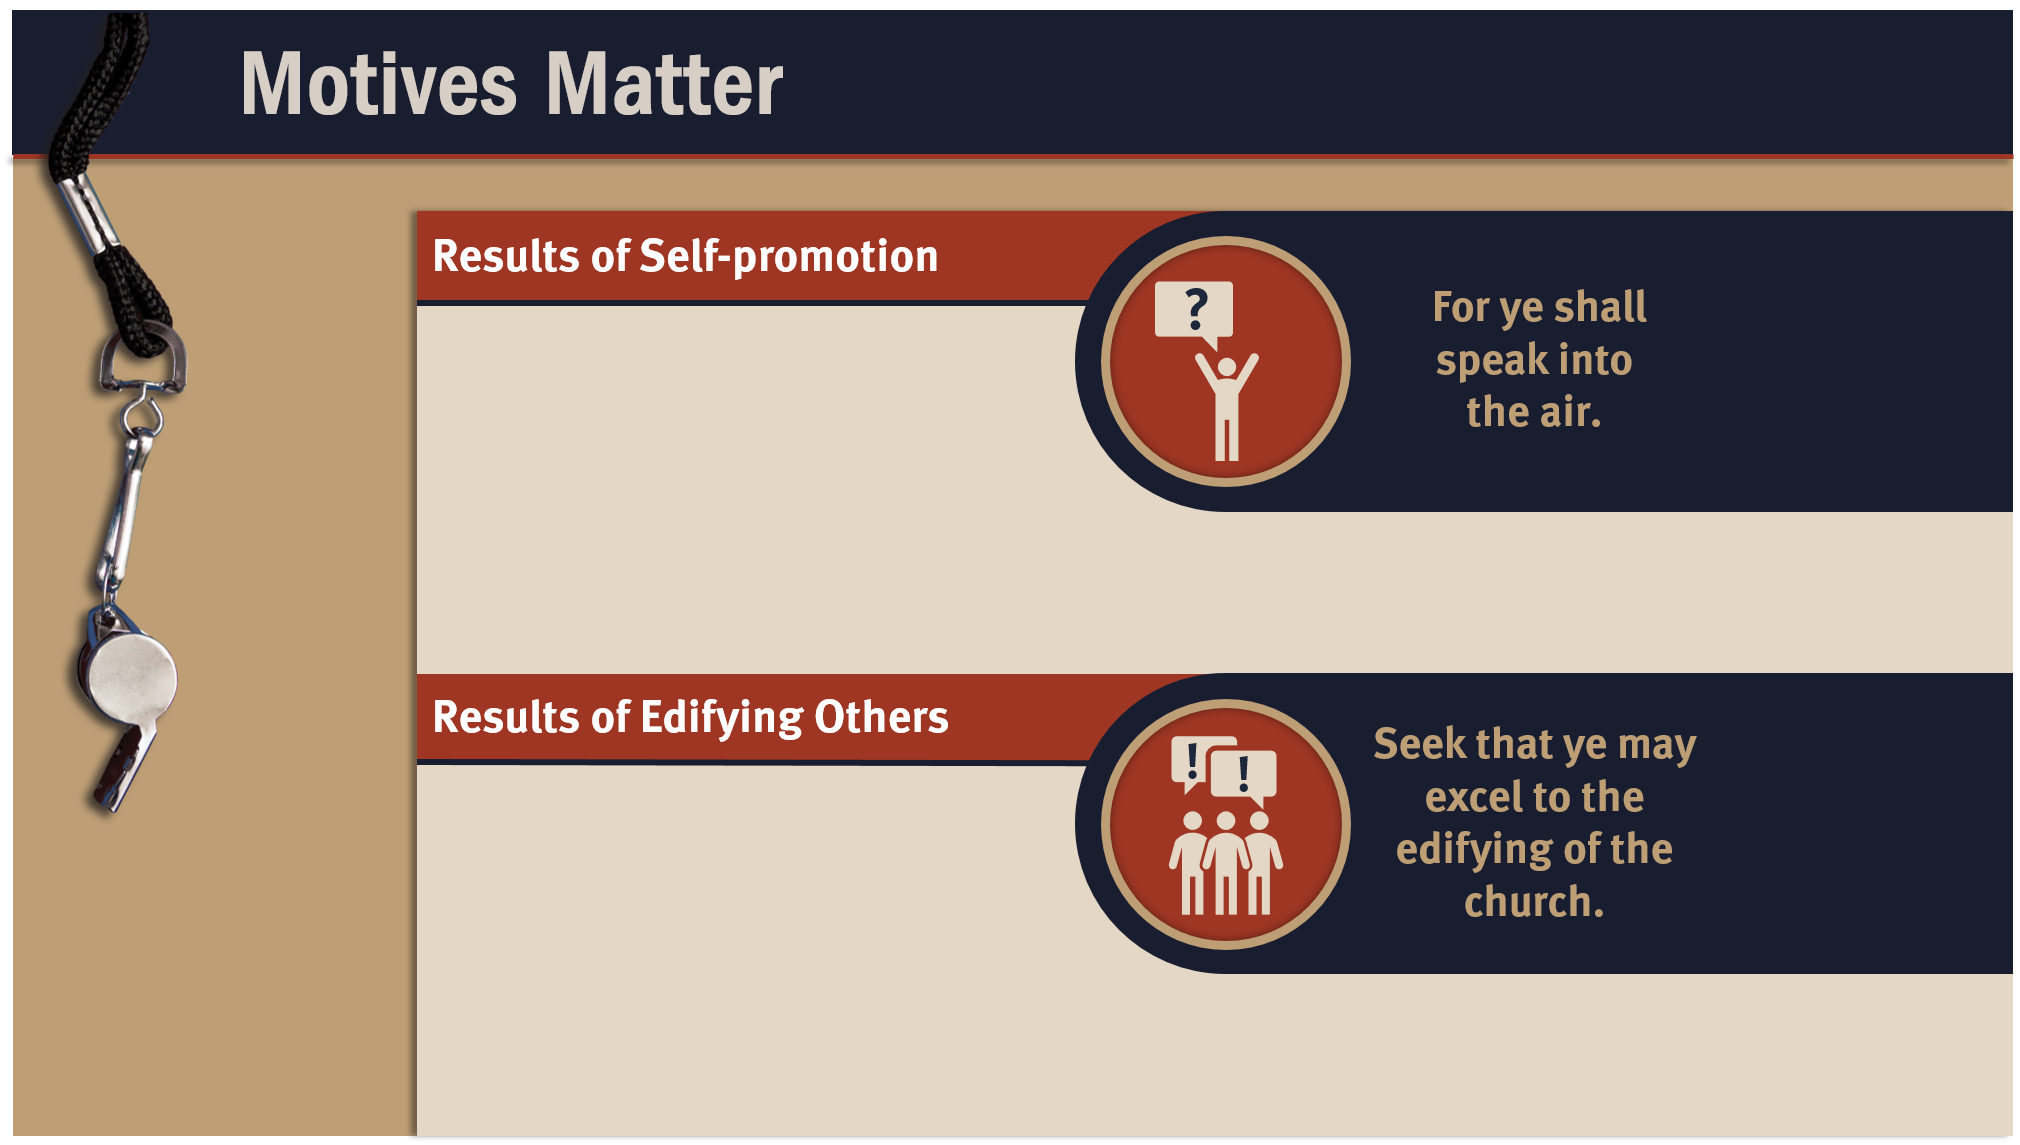 Motives Matter
Results of Self-promotion
?
For ye shall
speak into
the air.
Results of Edifying Others
! !
Seek that ye may
excel to the
edifying of the
church.